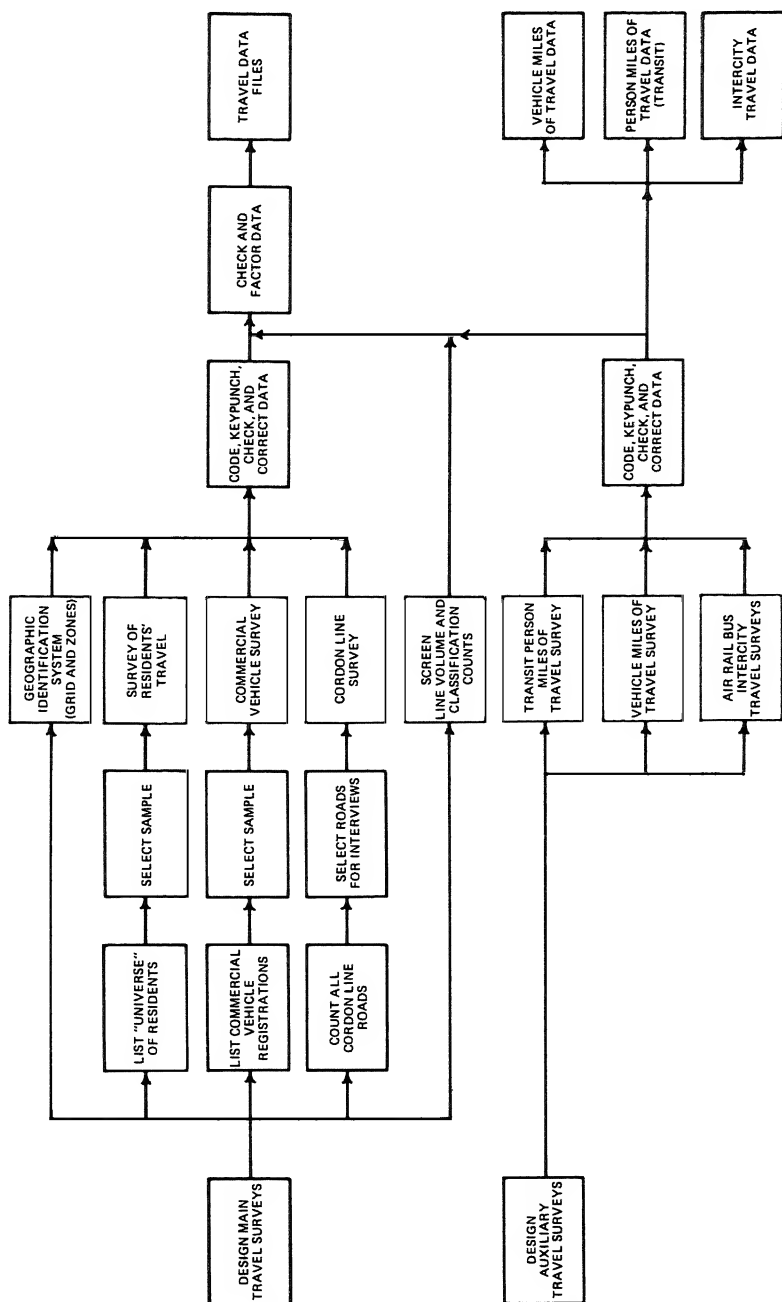 DESIGN MAIN
TRAVEL SURVEYS
LIST "UNIVERSE"
OF RESIDENTS
LIST COMMERCIAL
VEHICLE
REGISTRATIONS
COUNT ALL
CORDON LINE
ROADS
SELECT SAMPLE
SELECT SAMPLE
SELECT ROADS
FOR INTERVIEWS
GEOGRAPHIC
IDENTIFICATION
SYSTEM
(GRID AND ZONES)
SURVEY OF
RESIDENTS'
TRAVEL
COMMERCIAL
VEHICLE SURVEY
CORDON LINE
SURVEY
SCREEN
LINE VOLUME AND
CLASSIFICATION
COUNTS
CODE, KEYPUNCH,
CHECK, AND
CORRECT DATA
CHECK AND
FACTOR DATA
TRAVEL DATA
FILES
DESIGN
AUXILIARY
TRAVEL SURVEYS
TRANSIT PERSON
MILES OF
TRAVEL SURVEY
VEHICLE MILES OF
TRAVEL SURVEY
AIR RAIL BUS
INTERCITY
TRAVEL SURVEYS
CODE, KEYPUNCH,
CHECK, AND
CORRECT DATA
VEHICLE MILES
OF TRAVEL DATA
PERSON MILES OF
TRAVEL DATA
(TRANSIT)
INTERCITY
TRAVEL DATA